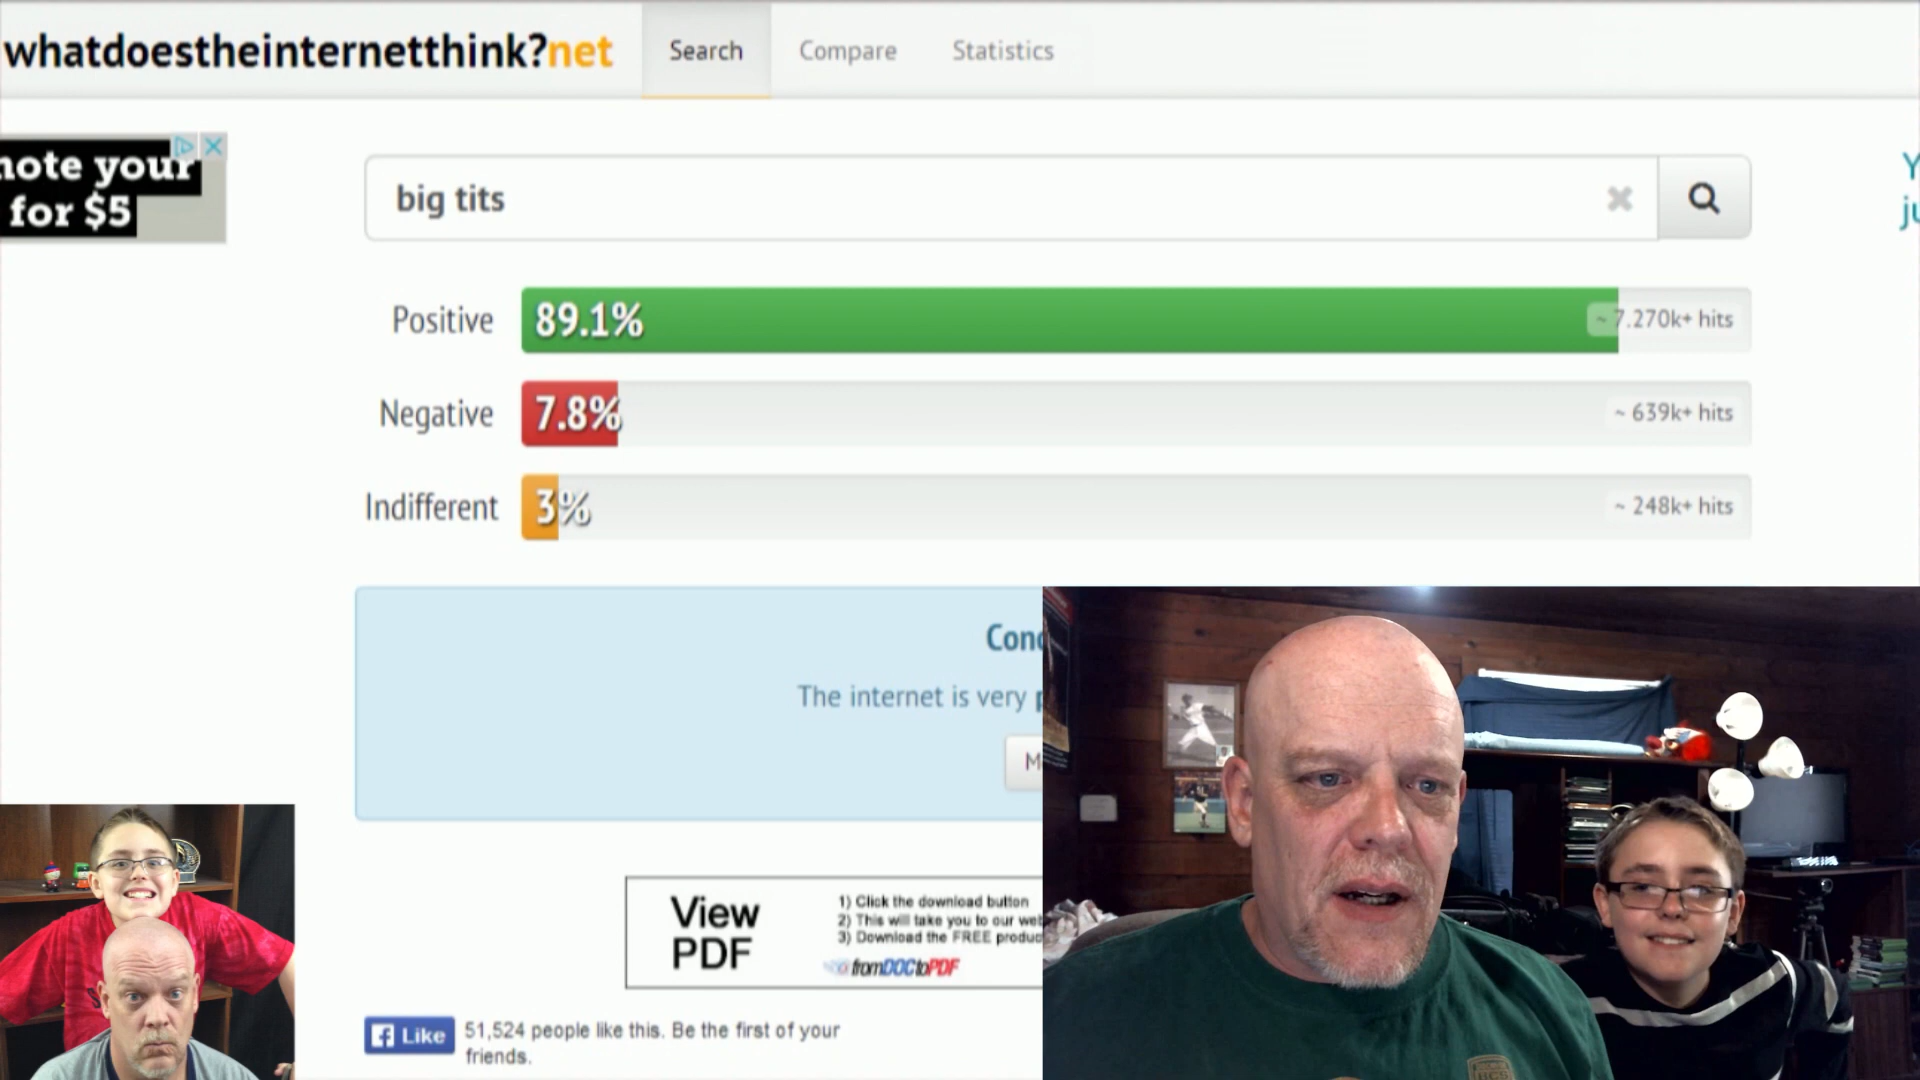 whatdoestheinternetthink?net
Search
Compare
Statistics
note your
for $5
big tits
Positive
89.1%
~ 7.270k+ hits
Negative
7.8%
~ 639k+ hits
Indifferent
3%
~ 248k+ hits
The internet is very
View
PDF
1) Click the download button
2) This will take you to our
3) Download the FREE
fromDOCtoPDF
Like
51,524 people like this. Be the first of your
friends.
BCS